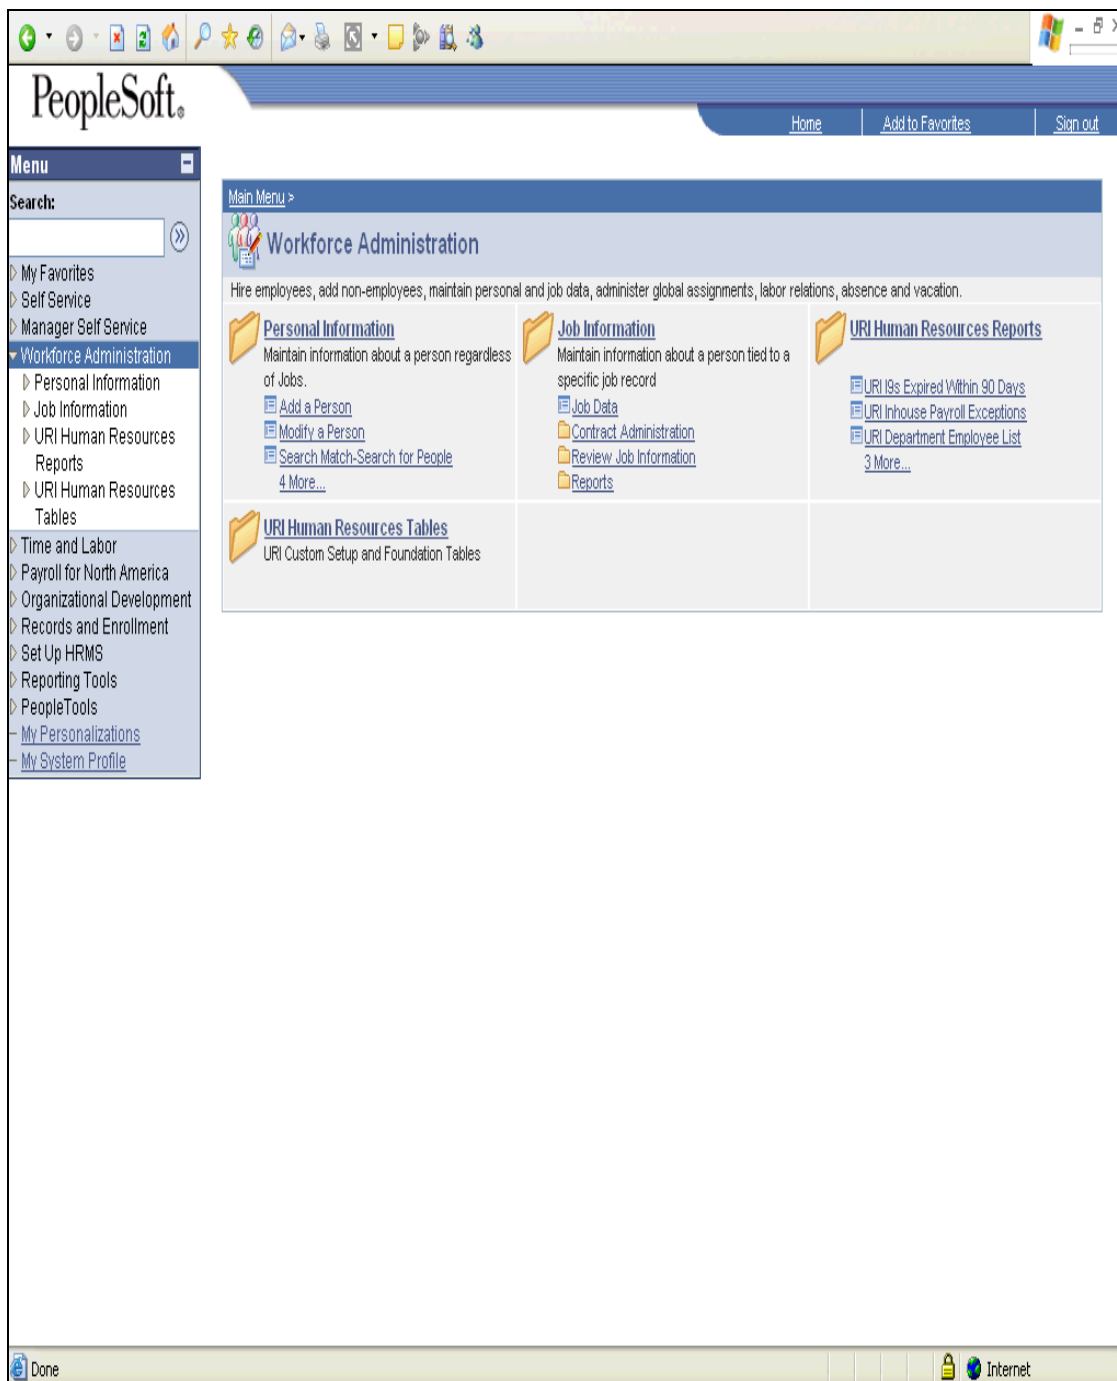 PeopleSoft®
Home
Add to Favorites
Sign out
Menu
Search:
My Favorites
Self Service
Manager Self Service
Workforce Administration
Personal Information
Job Information
URI Human Resources
Reports
URI Human Resources
Tables
Time and Labor
Payroll for North America
Organizational Development
Records and Enrollment
Set Up HRMS
Reporting Tools
PeopleTools
My Personalizations
My System Profile
Main Menu >
Workforce Administration
Hire employees, add non-employees, maintain personal and job data, administer global assignments, labor relations, absence and vacation.
Personal Information
Maintain information about a person regardless
of Jobs.
Add a Person
Modify a Person
Search Match-Search for People
4 More...
Job Information
Maintain information about a person tied to a
specific job record
Job Data
Contract Administration
Review Job Information
Reports
URI Human Resources Reports
URI I9s Expired Within 90 Days
URI Inhouse Payroll Exceptions
URI Department Employee List
3 More...
URI Human Resources Tables
URI Custom Setup and Foundation Tables
Done
Internet